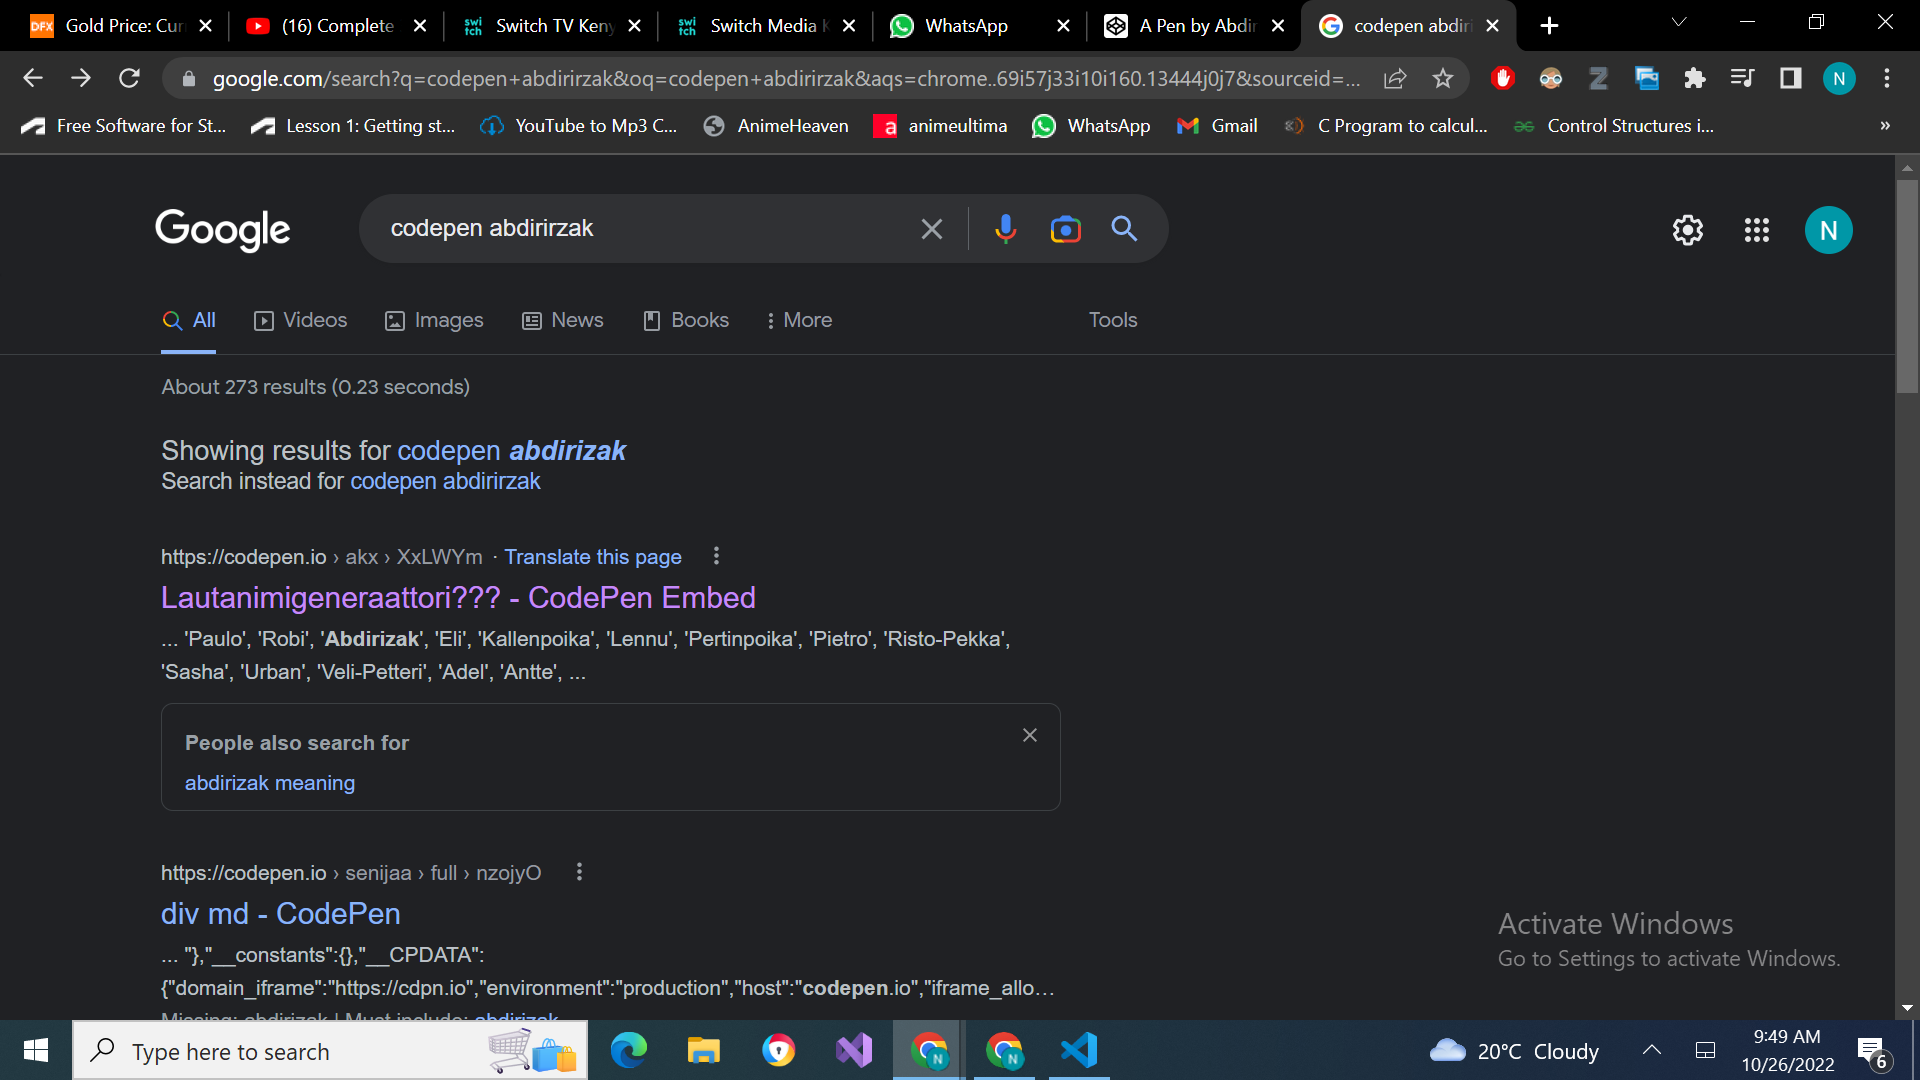 Gold Price: Cur
(16) Complete
Switch TV Keny
Switch Media K
WhatsApp
A Pen by Abdir
codepen abdiri
google.com/search?q=codepen+abdirirzak&oq=codepen+abdirirzak&aqs=chrome..69i57j33i10i160.13444j0j7&sourceid=...
N
Free Software for St...
Lesson 1: Getting st...
YouTube to Mp3 C...
AnimeHeaven
animeultima
WhatsApp
Gmail
C Program to calcul...
Control Structures i...
»
Google
codepen abdirirzak
N
All
Videos
Images
News
Books
More
Tools
About 273 results (0.23 seconds)
Showing results for codepen abdirizak
Search instead for codepen abdirirzak
https://codepen.io › akx › XxLWYm · Translate this page
Lautanimigeneraattori??? - CodePen Embed
... 'Paulo', 'Robi', 'Abdirizak', 'Eli', 'Kallenpoika', 'Lennu', 'Pertinpoika', 'Pietro', 'Risto-Pekka',
'Sasha', 'Urban', 'Veli-Petteri', 'Adel', 'Antte', ...
People also search for
abdirizak meaning
https://codepen.io › senijaa › full › nzojyO
div md - CodePen
... "},"__constants":{},"__CPDATA":
{"domain_iframe":"https://cdpn.io","environment":"production","host":"codepen.io","iframe_allo...
Missing: abdirizak | Must include: abdirizak
Activate Windows
Go to Settings to activate Windows.
Type here to search
20°C Cloudy
9:49 AM
10/26/2022
6